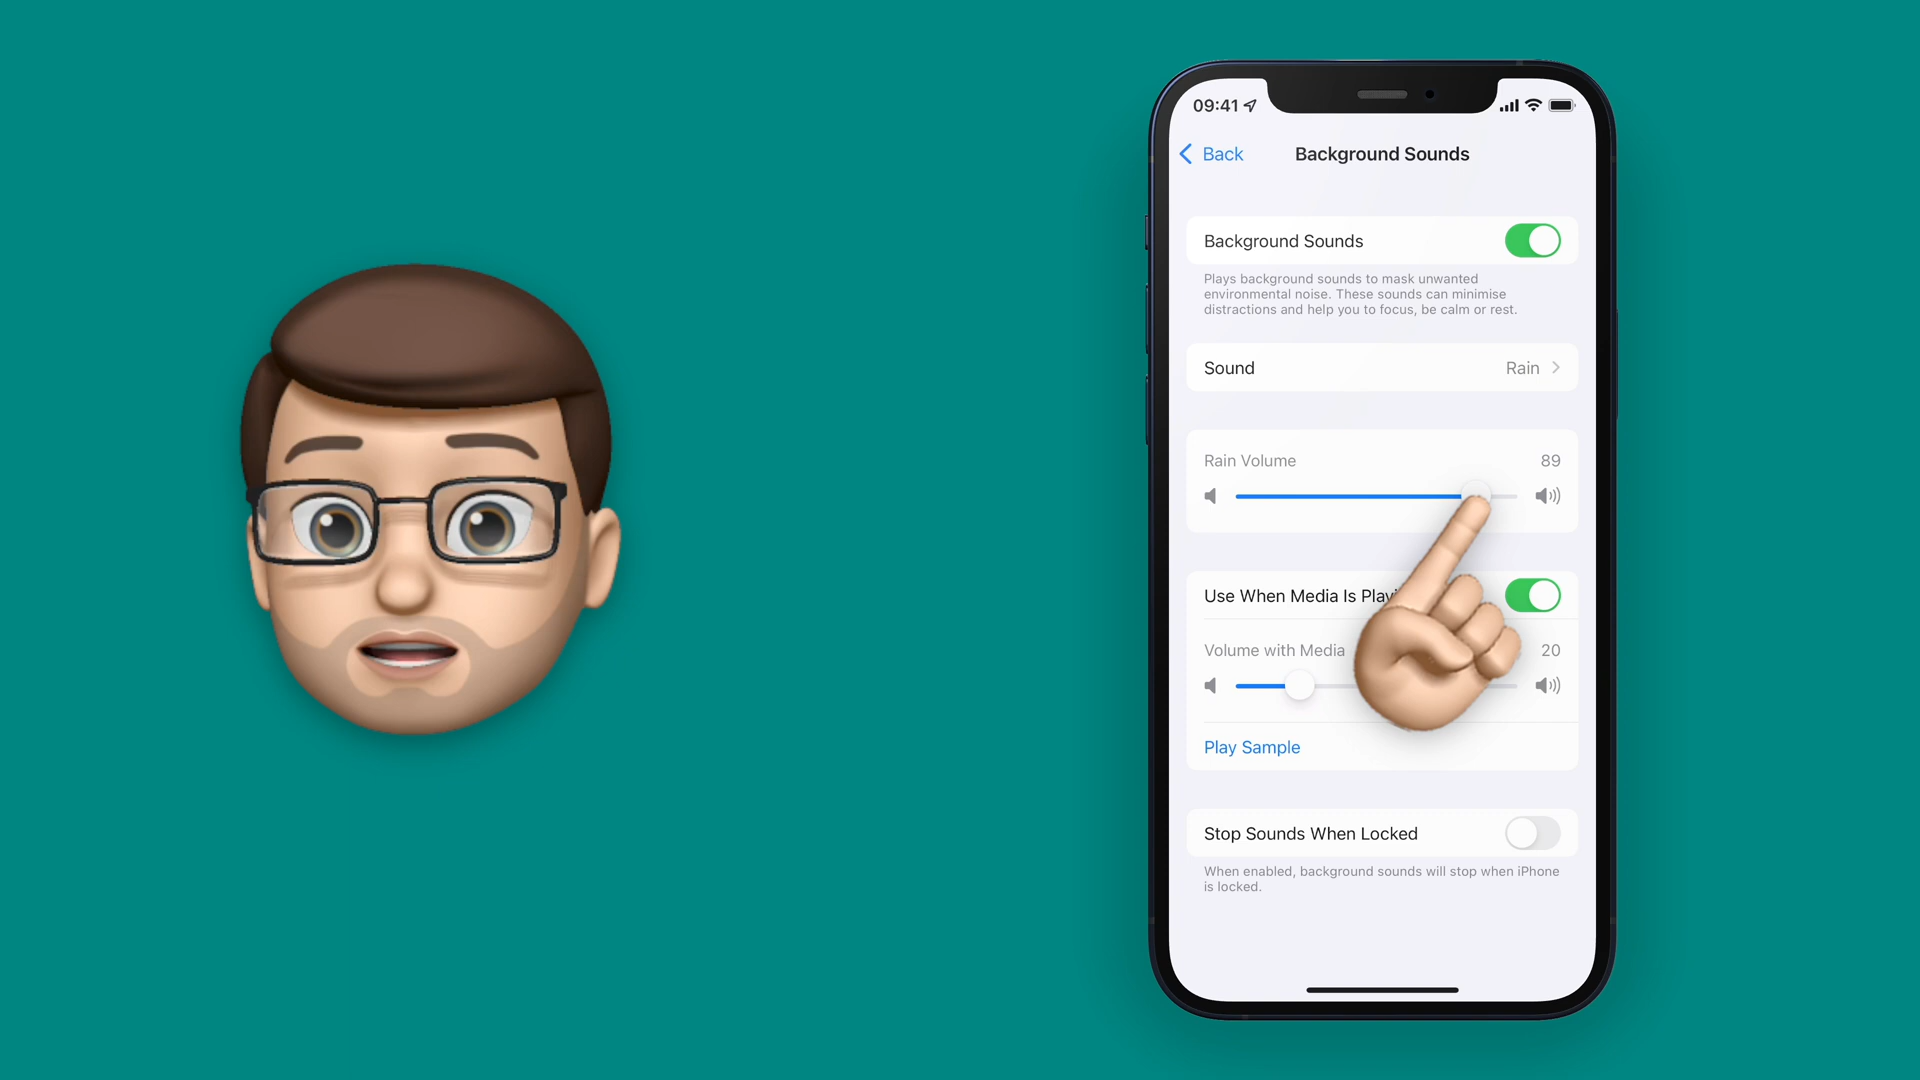 09:41
Back
Background Sounds
Background Sounds
Plays background sounds to mask unwanted
environmental noise. These sounds can minimise
distractions and help you to focus, be calm or rest.
Sound
Rain
Rain Volume
89
Use When Media Is
Volume with Media
20
Play Sample
Stop Sounds When Locked
When enabled, background sounds will stop when iPhone
is locked.